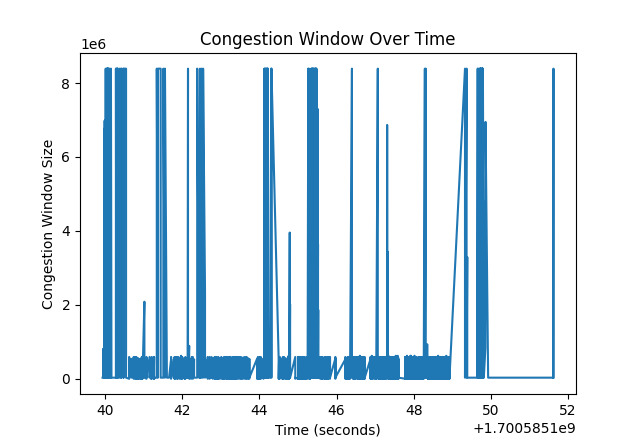 Congestion Window Over Time
1e6
8
6
4
2
0
Congestion Window Size
40 42 44 46 48 50 52
Time (seconds)
+1.7005851e9